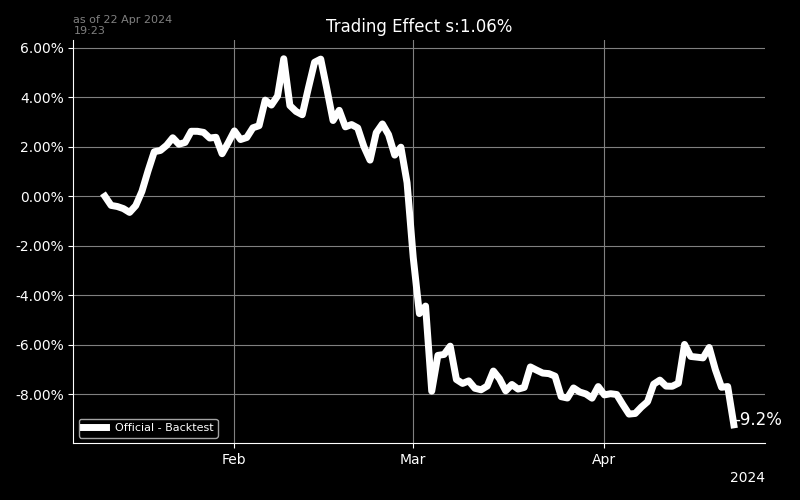 as of 22 Apr 2024
19:23
Trading Effect s:1.06%
6.00%
4.00%
2.00%
0.00%
-2.00%
-4.00%
-6.00%
-8.00%
-9.2%
Official - Backtest
Feb
Mar
Apr
2024